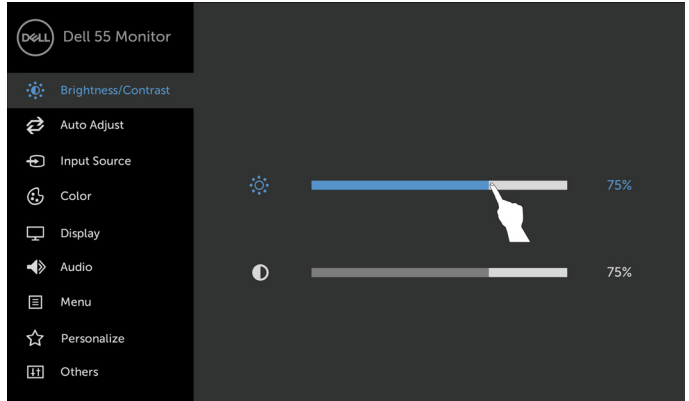 DELL Dell 55 Monitor
Brightness/Contrast
Auto Adjust
Input Source
Color
Display
Audio
Menu
Personalize
Others
75%
75%